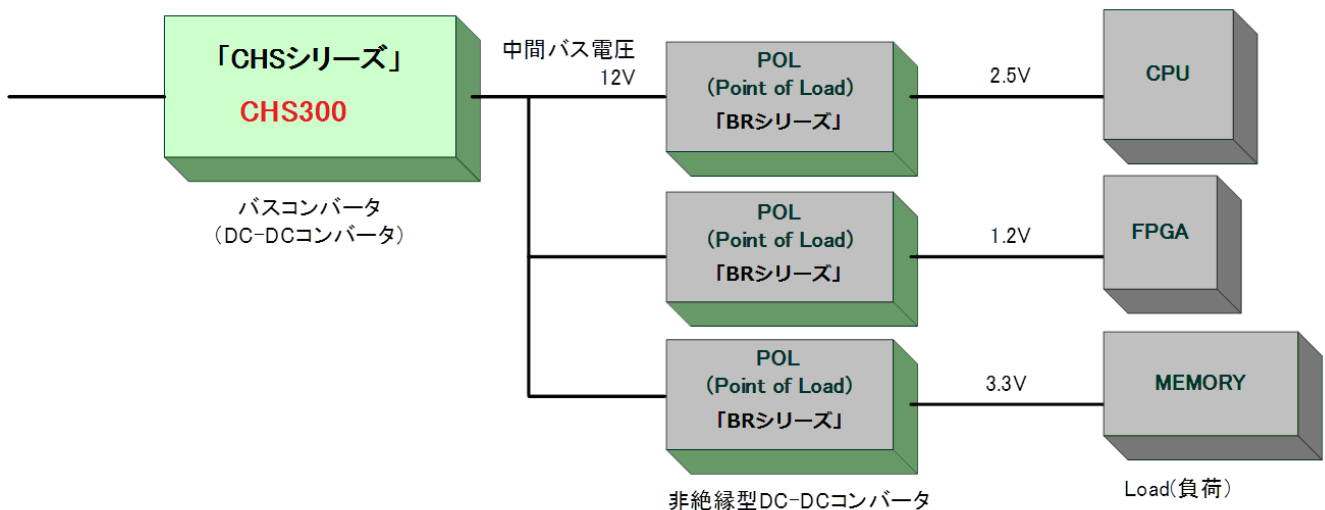 「CHSシリーズ」
CHS300
バスコンバータ
(DC-DCコンバータ)
中間バス電圧
12V
POL
(Point of Load)
「BRシリーズ」
2.5V
CPU
POL
(Point of Load)
「BRシリーズ」
1.2V
FPGA
POL
(Point of Load)
「BRシリーズ」
3.3V
MEMORY
非絶縁型DC-DCコンバータ
Load(負荷)